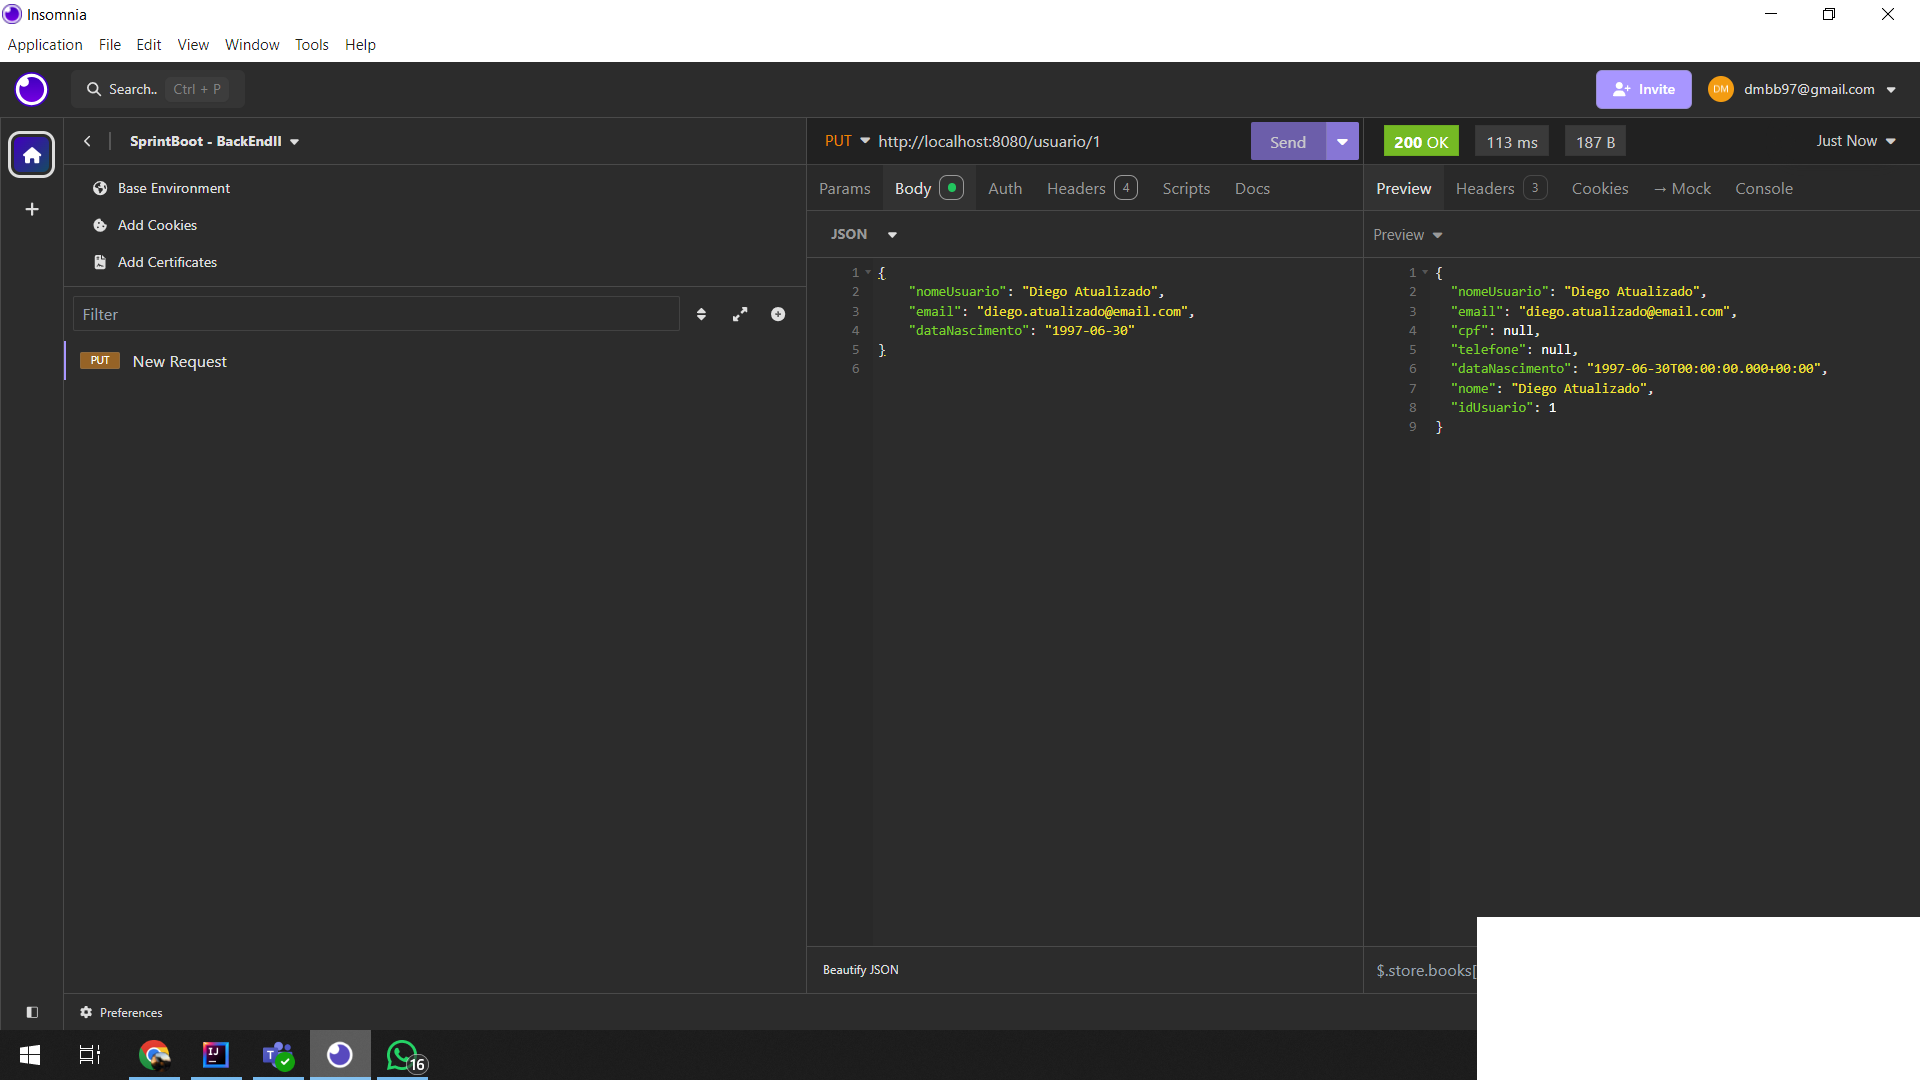 Insomnia
Application File Edit View Window Tools Help
Search.. Ctrl + P
Invite
DM dmbb97@gmail.com
SprintBoot - BackEndII
PUT http://localhost:8080/usuario/1
Send
200 OK 113 ms 187 B
Just Now
Base Environment
Add Cookies
Add Certificates
Filter
PUT New Request
Params Body Auth Headers 4 Scripts Docs
JSON
1 {
2 "nomeUsuario": "Diego Atualizado",
3 "email": "diego.atualizado@email.com",
4 "dataNascimento": "1997-06-30"
5 }
6
Beautify JSON
Preview Headers 3 Cookies → Mock Console
Preview
1 {
2 "nomeUsuario": "Diego Atualizado",
3 "email": "diego.atualizado@email.com",
4 "cpf": null,
5 "telefone": null,
6 "dataNascimento": "1997-06-30T00:00:00.000+00:00",
7 "nome": "Diego Atualizado",
8 "idUsuario": 1
9 }
$.store.books[
Preferences
IJ
T
16